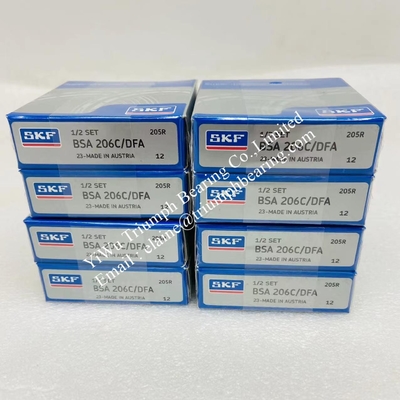 SKF
1/2 SET
205R
BSA 206C/DFA
23-MADE IN AUSTRIA
12
SKF
1/2 SET
205R
BSA 206C/DFA
23-MADE IN AUSTRIA
12
SKF
1/2 SET
205R
BSA 206C/DFA
23-MADE IN AUSTRIA
12
SKF
1/2 SET
205R
BSA 206C/DFA
23-MADE IN AUSTRIA
12
SKF
1/2 SET
205R
BSA 206C/DFA
23-MADE IN AUSTRIA
12
SKF
1/2 SET
205R
BSA 206C/DFA
23-MADE IN AUSTRIA
12
SKF
1/2 SET
205R
BSA 206C/DFA
23-MADE IN AUSTRIA
12
SKF
1/2 SET
205R
BSA 206C/DFA
23-MADE IN AUSTRIA
12
Triumph Bearing Co., Limited